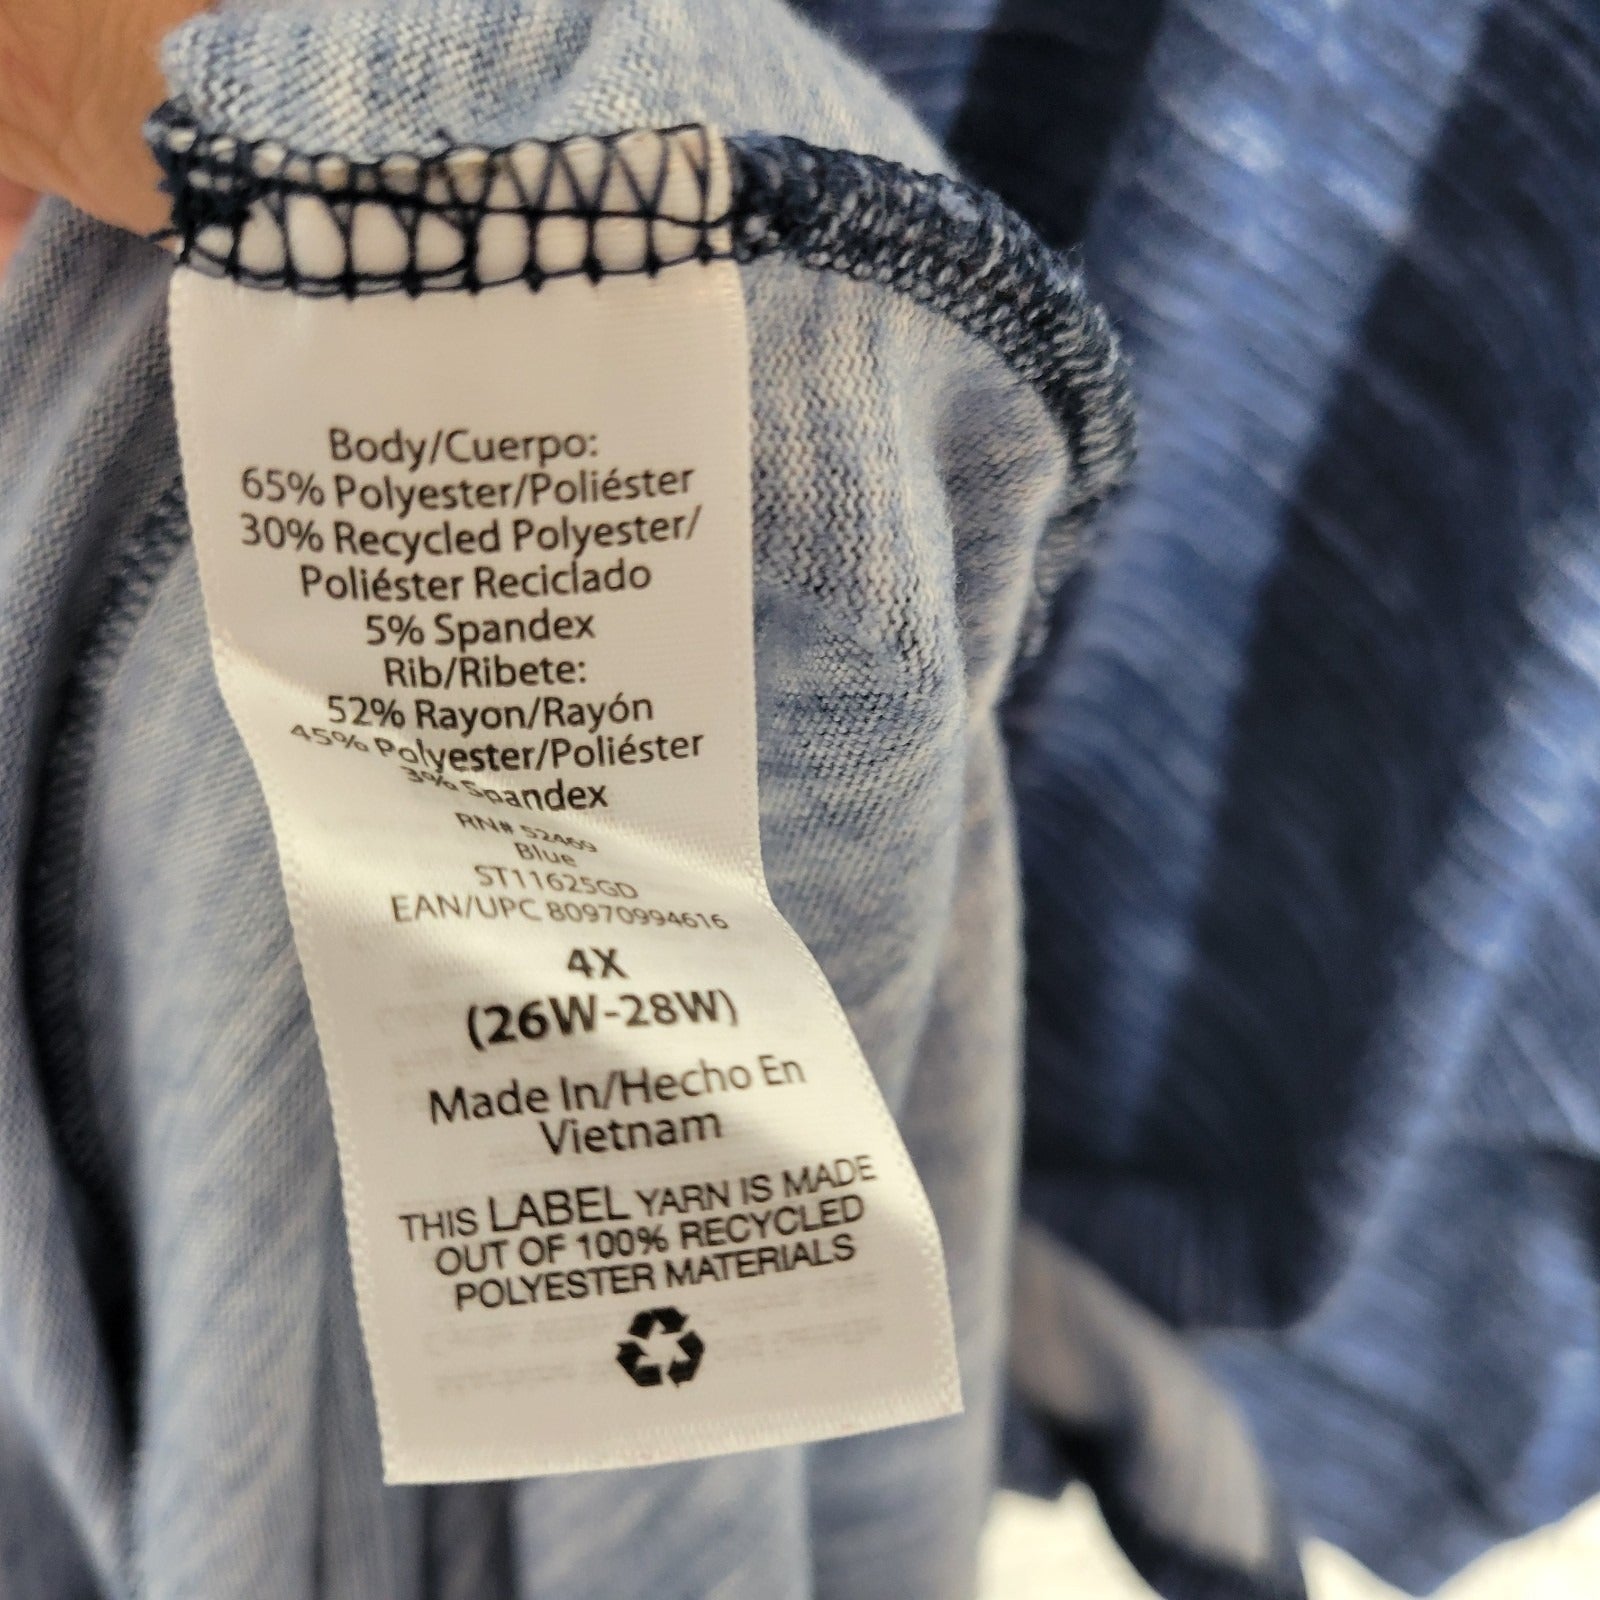 Body/Cuerpo:
65% Polyester/Poliéster
30% Recycled Polyester/
Poliéster Reciclado
5% Spandex
Rib/Ribete:
52% Rayon/Rayón
45% Polyester/Poliéster
3% Spandex
RN# 52469
Blue
ST11625GD
EAN/UPC 80970994616
4X
(26W-28W)
Made In/Hecho En
Vietnam
THIS LABEL YARN IS MADE
OUT OF 100% RECYCLED
POLYESTER MATERIALS